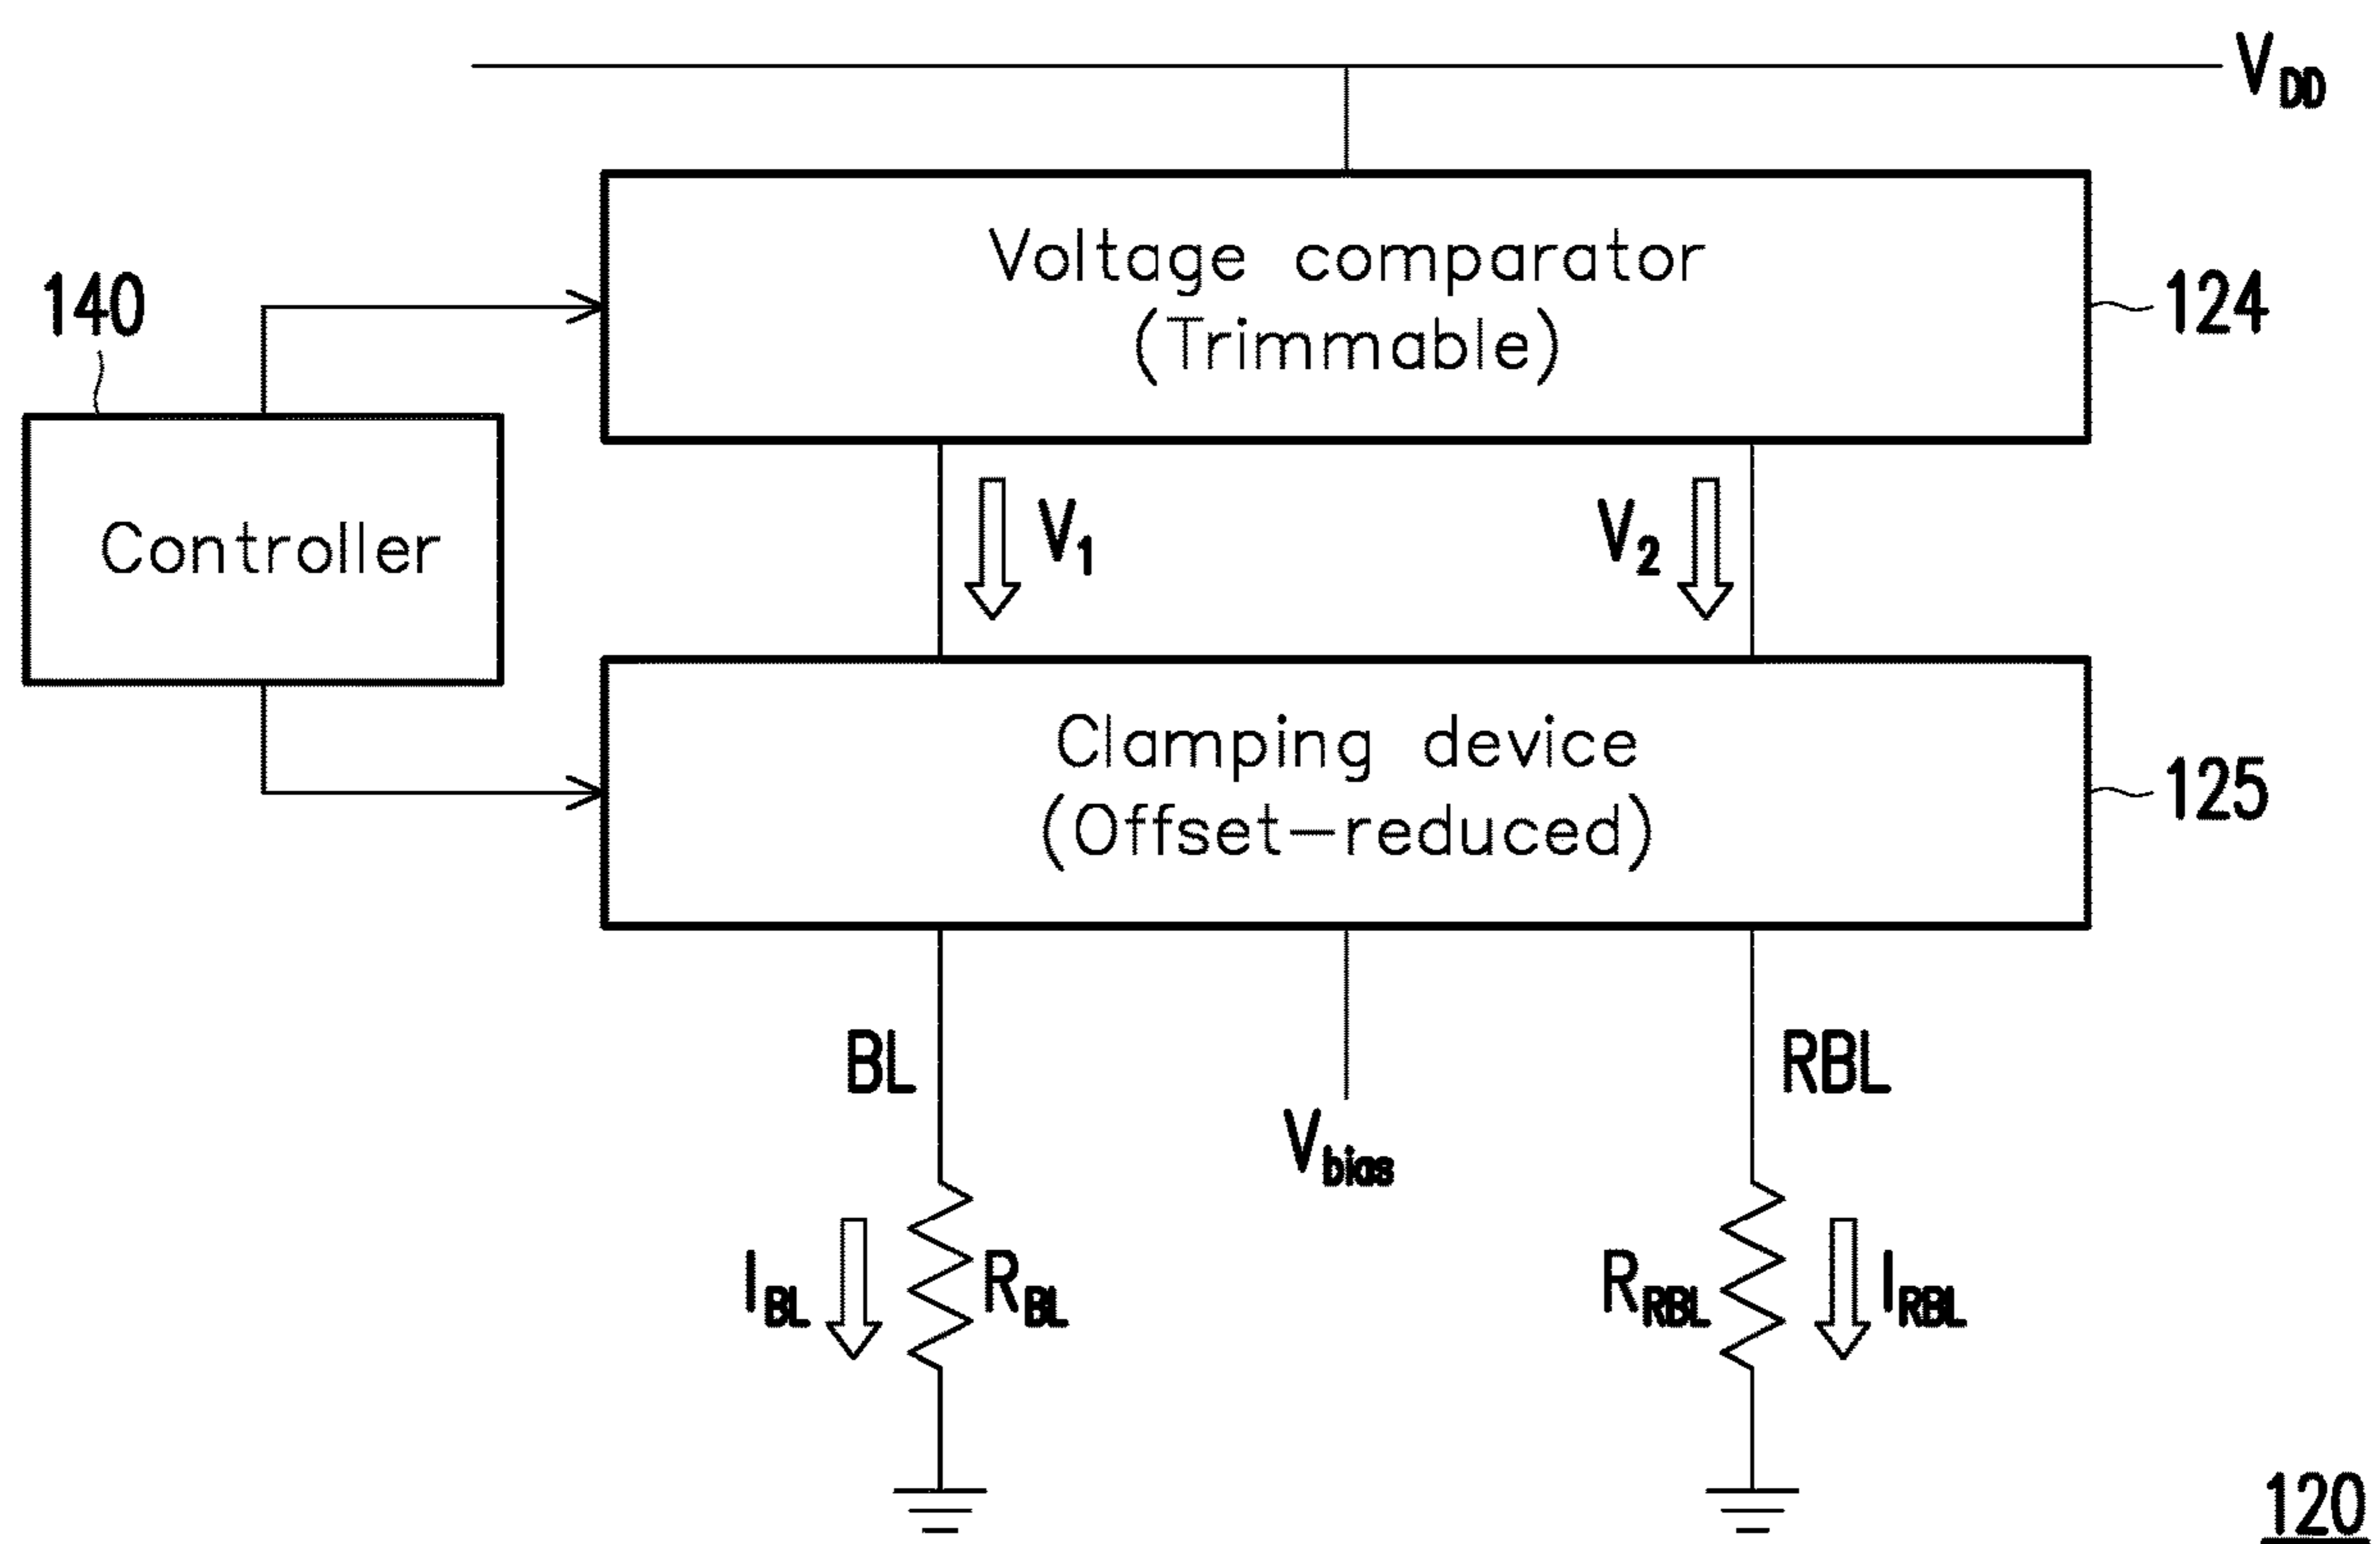 VDD
Voltage comparator
(Trimmable)
124
140
Controller
V1
V2
Clamping device
(Offset-reduced)
125
BL
RBL
Vbias
IBL
RBL
RRBL
IRBL
120